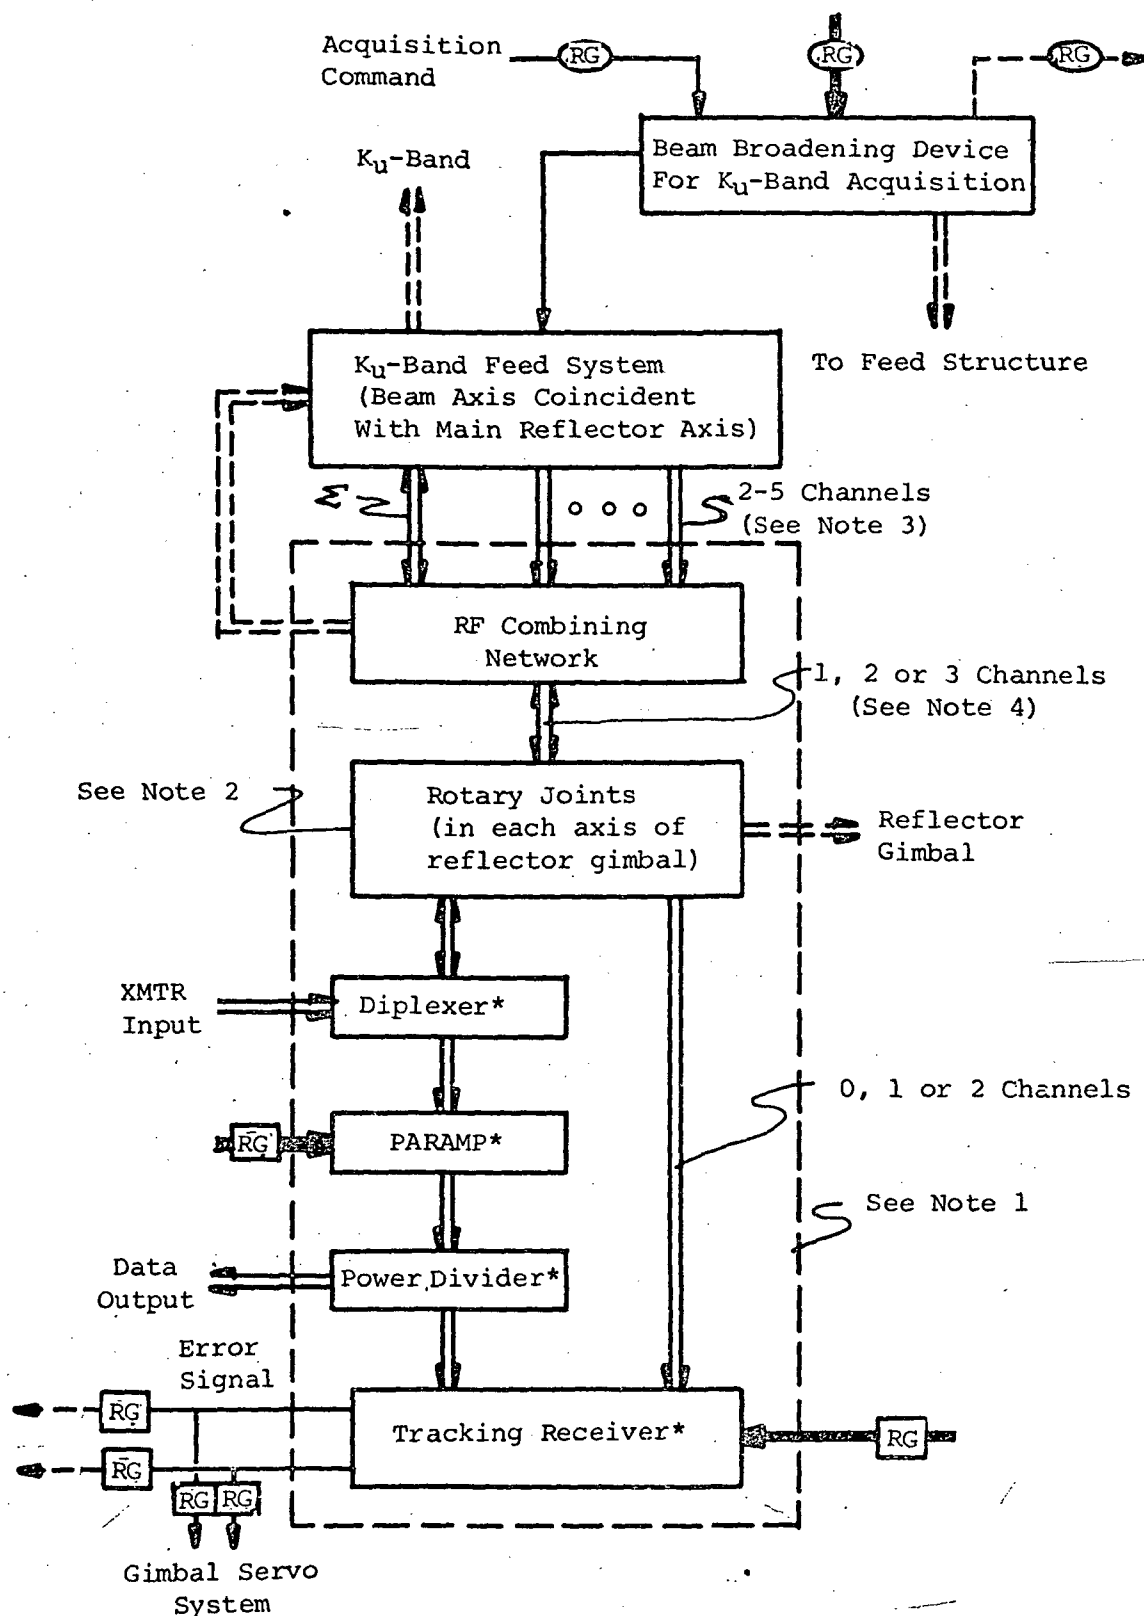 Acquisition
Command
RG
RG
RG
Ku-Band
Beam Broadening Device
For Ku-Band Acquisition
To Feed Structure
Ku-Band Feed System
(Beam Axis Coincident
With Main Reflector Axis)
Σ
2-5 Channels
(See Note 3)
RF Combining
Network
1, 2 or 3 Channels
(See Note 4)
See Note 2
Rotary Joints
(in each axis of
reflector gimbal)
Reflector
Gimbal
XMTR
Input
Diplexer*
0, 1 or 2 Channels
RG
PARAMP*
See Note 1
Data
Output
Power Divider*
Error
Signal
RG
Tracking Receiver*
RG
RG
RG RG
Gimbal Servo
System